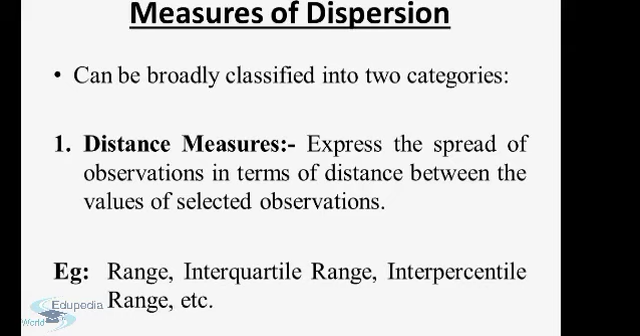 Measures of Dispersion
• Can be broadly classified into two categories:
1. Distance Measures:- Express the spread of
observations in terms of distance between the
values of selected observations.
Eg: Range, Interquartile Range, Interpercentile
Range, etc.
Edupedia
World